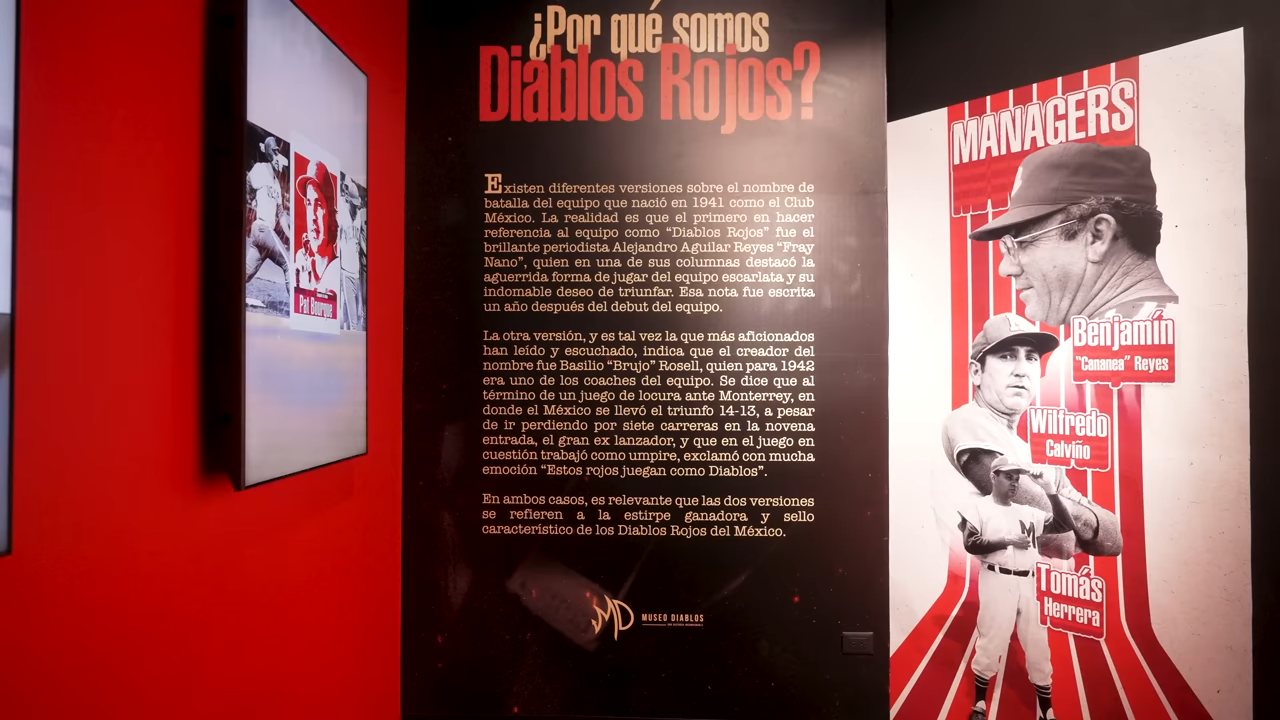 Pat Bourque
¿Por qué somos
Diablos Rojos?
Existen diferentes versiones sobre el nombre de
batalla del equipo que nació en 1941 como el Club
México. La realidad es que el primero en hacer
referencia al equipo como “Diablos Rojos” fue el
brillante periodista Alejandro Aguilar Reyes “Fray
Nano”, quien en una de sus columnas destacó la
aguerrida forma de jugar del equipo escarlata y su
indomable deseo de triunfar. Esa nota fue escrita
un año después del debut del equipo.
La otra versión, y es tal vez la que más aficionados
han leído y escuchado, indica que el creador del
nombre fue Basilio “Brujo” Rosell, quien para 1942
era uno de los coaches del equipo. Se dice que al
término de un juego de locura ante Monterrey, en
donde el México se llevó el triunfo 14-13, a pesar
de ir perdiendo por siete carreras en la novena
entrada, el gran ex lanzador, y que en el juego en
cuestión trabajó como umpire, exclamó con mucha
emoción “Estos rojos juegan como Diablos”.
En ambos casos, es relevante que las dos versiones
se refieren a la estirpe ganadora y sello
característico de los Diablos Rojos del México.
MD
MUSEO DIABLOS
MANAGERS
Benjamín
“Cananea” Reyes
Wilfredo
Calviño
M
Tomás
Herrera